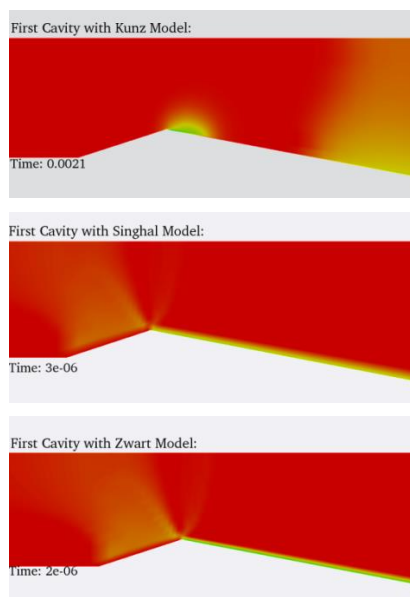 First Cavity with Kunz Model:
Time: 0.0021
First Cavity with Singhal Model:
Time: 3e-06
First Cavity with Zwart Model:
Time: 2e-06